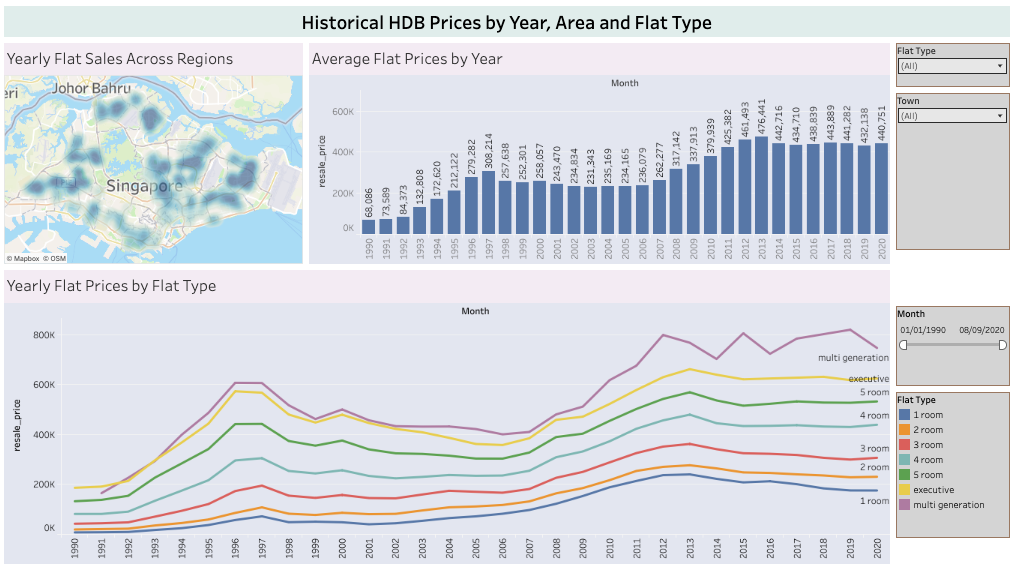 Historical HDB Prices by Year, Area and Flat Type
Yearly Flat Sales Across Regions
eri
Johor Bahru
Singapore
© Mapbox © OSM
Average Flat Prices by Year
Month
resale_price
600K
400K
200K
0K
68,086
73,589
84,373
132,808
172,620
212,122
279,282
308,214
257,638
252,301
258,057
243,470
234,834
231,343
235,169
234,165
236,079
262,277
317,142
337,913
379,939
425,382
461,493
476,441
442,716
434,710
438,839
443,889
441,282
432,138
440,751
1990
1991
1992
1993
1994
1995
1996
1997
1998
1999
2000
2001
2002
2003
2004
2005
2006
2007
2008
2009
2010
2011
2012
2013
2014
2015
2016
2017
2018
2019
2020
Flat Type
(All)
Town
(All)
Yearly Flat Prices by Flat Type
Month
resale_price
800K
600K
400K
200K
0K
multi generation
executive
5 room
4 room
3 room
2 room
1 room
1990
1991
1992
1993
1994
1995
1996
1997
1998
1999
2000
2001
2002
2003
2004
2005
2006
2007
2008
2009
2010
2011
2012
2013
2014
2015
2016
2017
2018
2019
2020
Month
01/01/1990 08/09/2020
Flat Type
1 room
2 room
3 room
4 room
5 room
executive
multi generation